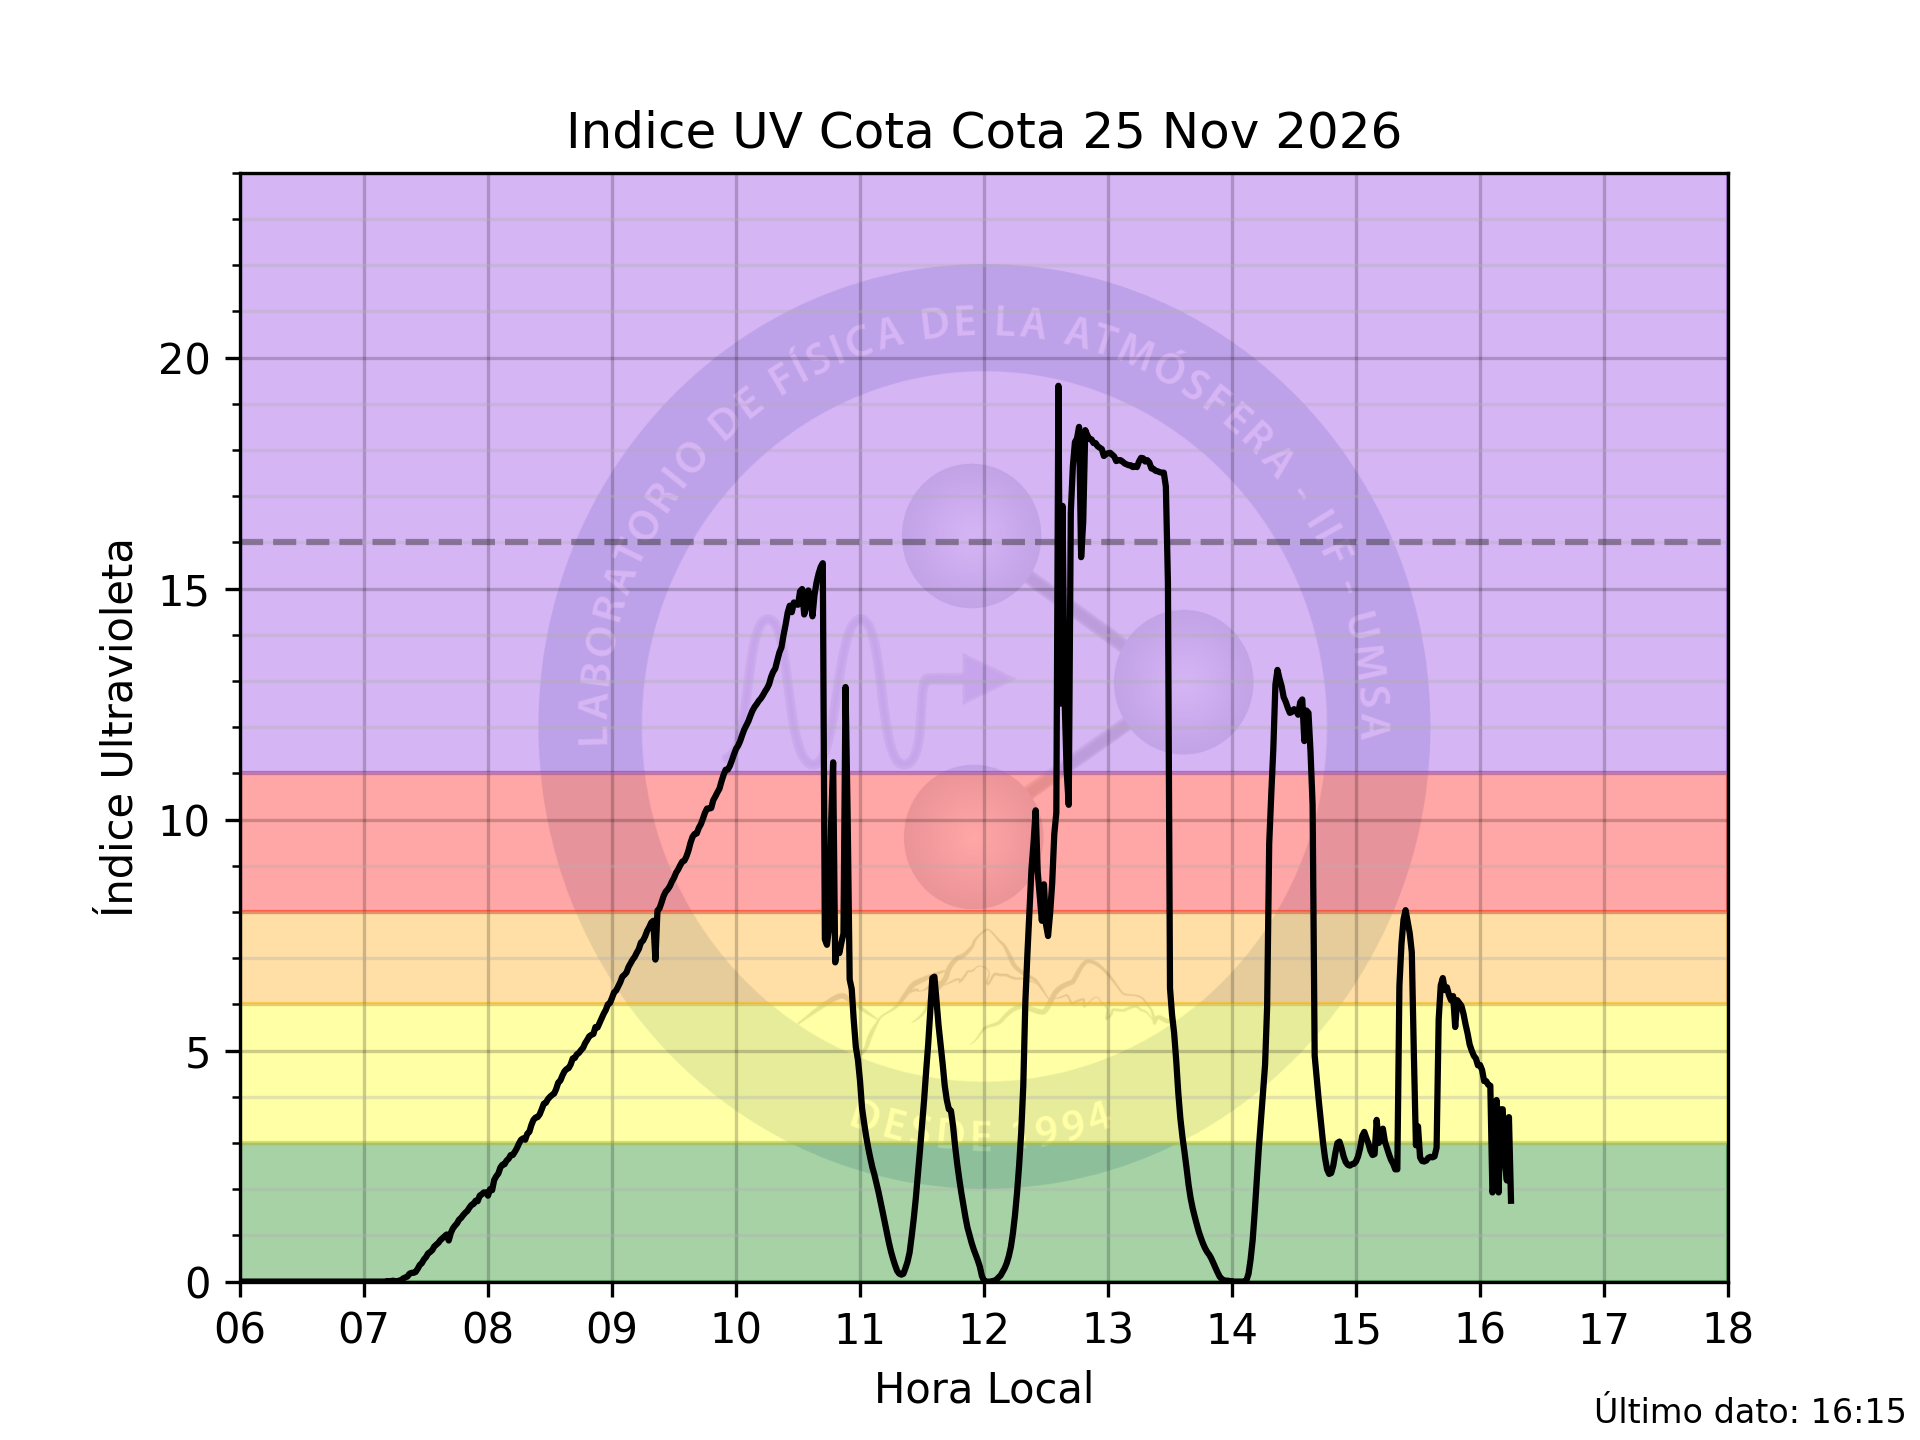 Indice UV Cota Cota 25 Nov 2026
LABORATORIO DE FÍSICA DE LA ATMÓSFERA - IIF - UMSA
DESDE 1994
Índice Ultravioleta
20
15
10
5
0
06 07 08 09 10 11 12 13 14 15 16 17 18
Hora Local
Último dato: 16:15